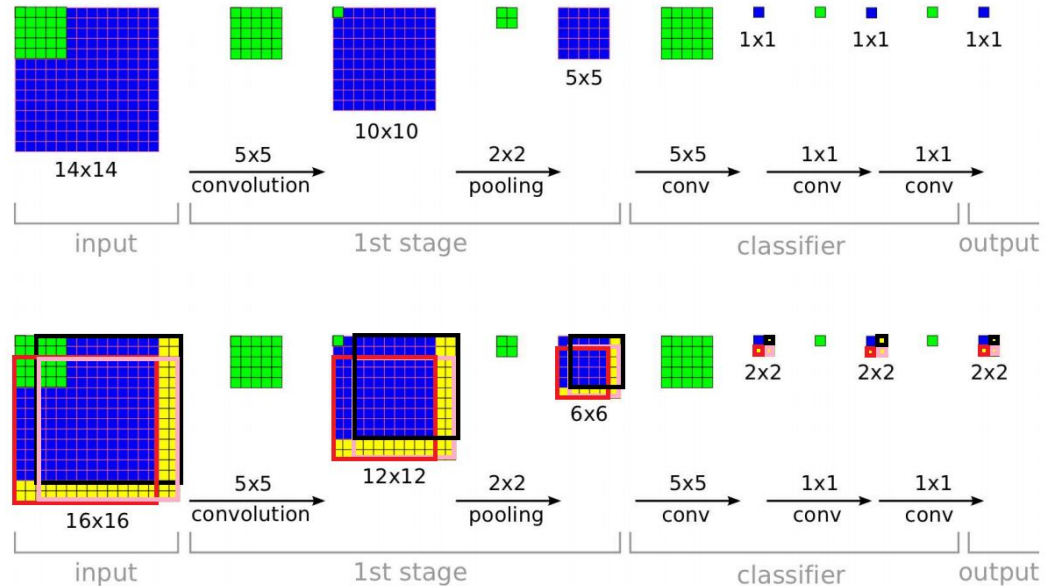 1x1
1x1
1x1
5x5
10x10
14x14
5x5
convolution
2x2
pooling
5x5
conv
1x1
conv
1x1
conv
input
1st stage
classifier
output
2x2
2x2
2x2
6x6
12x12
16x16
5x5
convolution
2x2
pooling
5x5
conv
1x1
conv
1x1
conv
input
1st stage
classifier
output